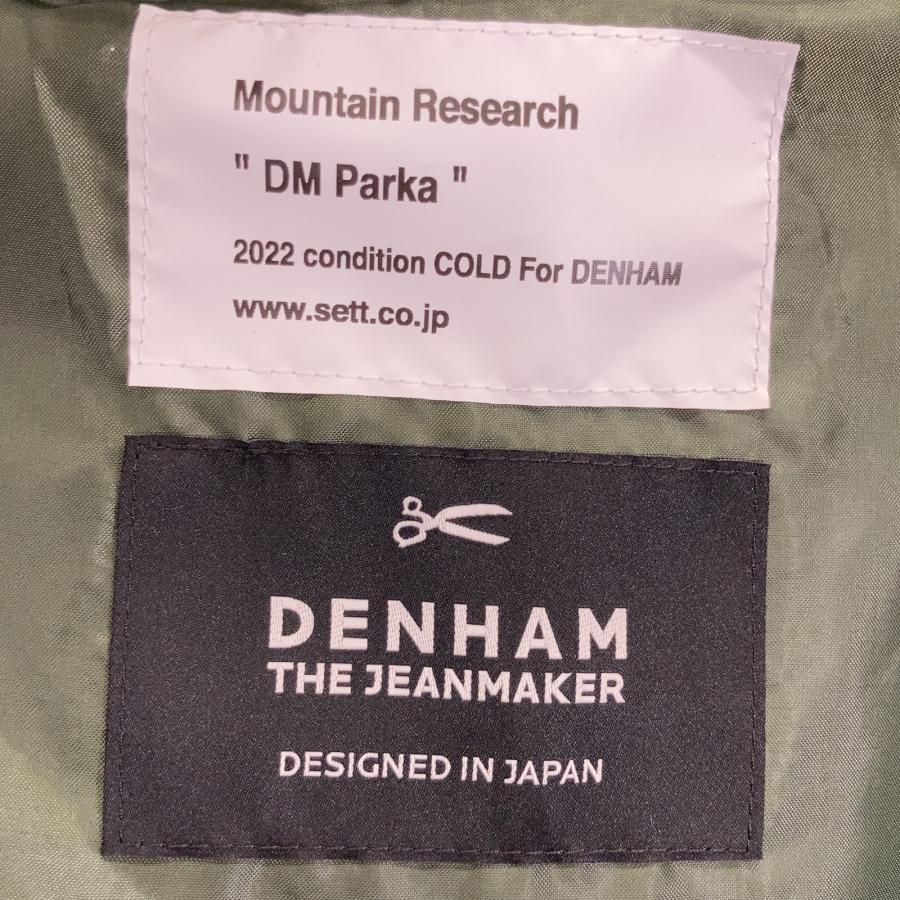 Mountain Research
" DM Parka "
2022 condition COLD For DENHAM
www.sett.co.jp
DENHAM
THE JEANMAKER
DESIGNED IN JAPAN